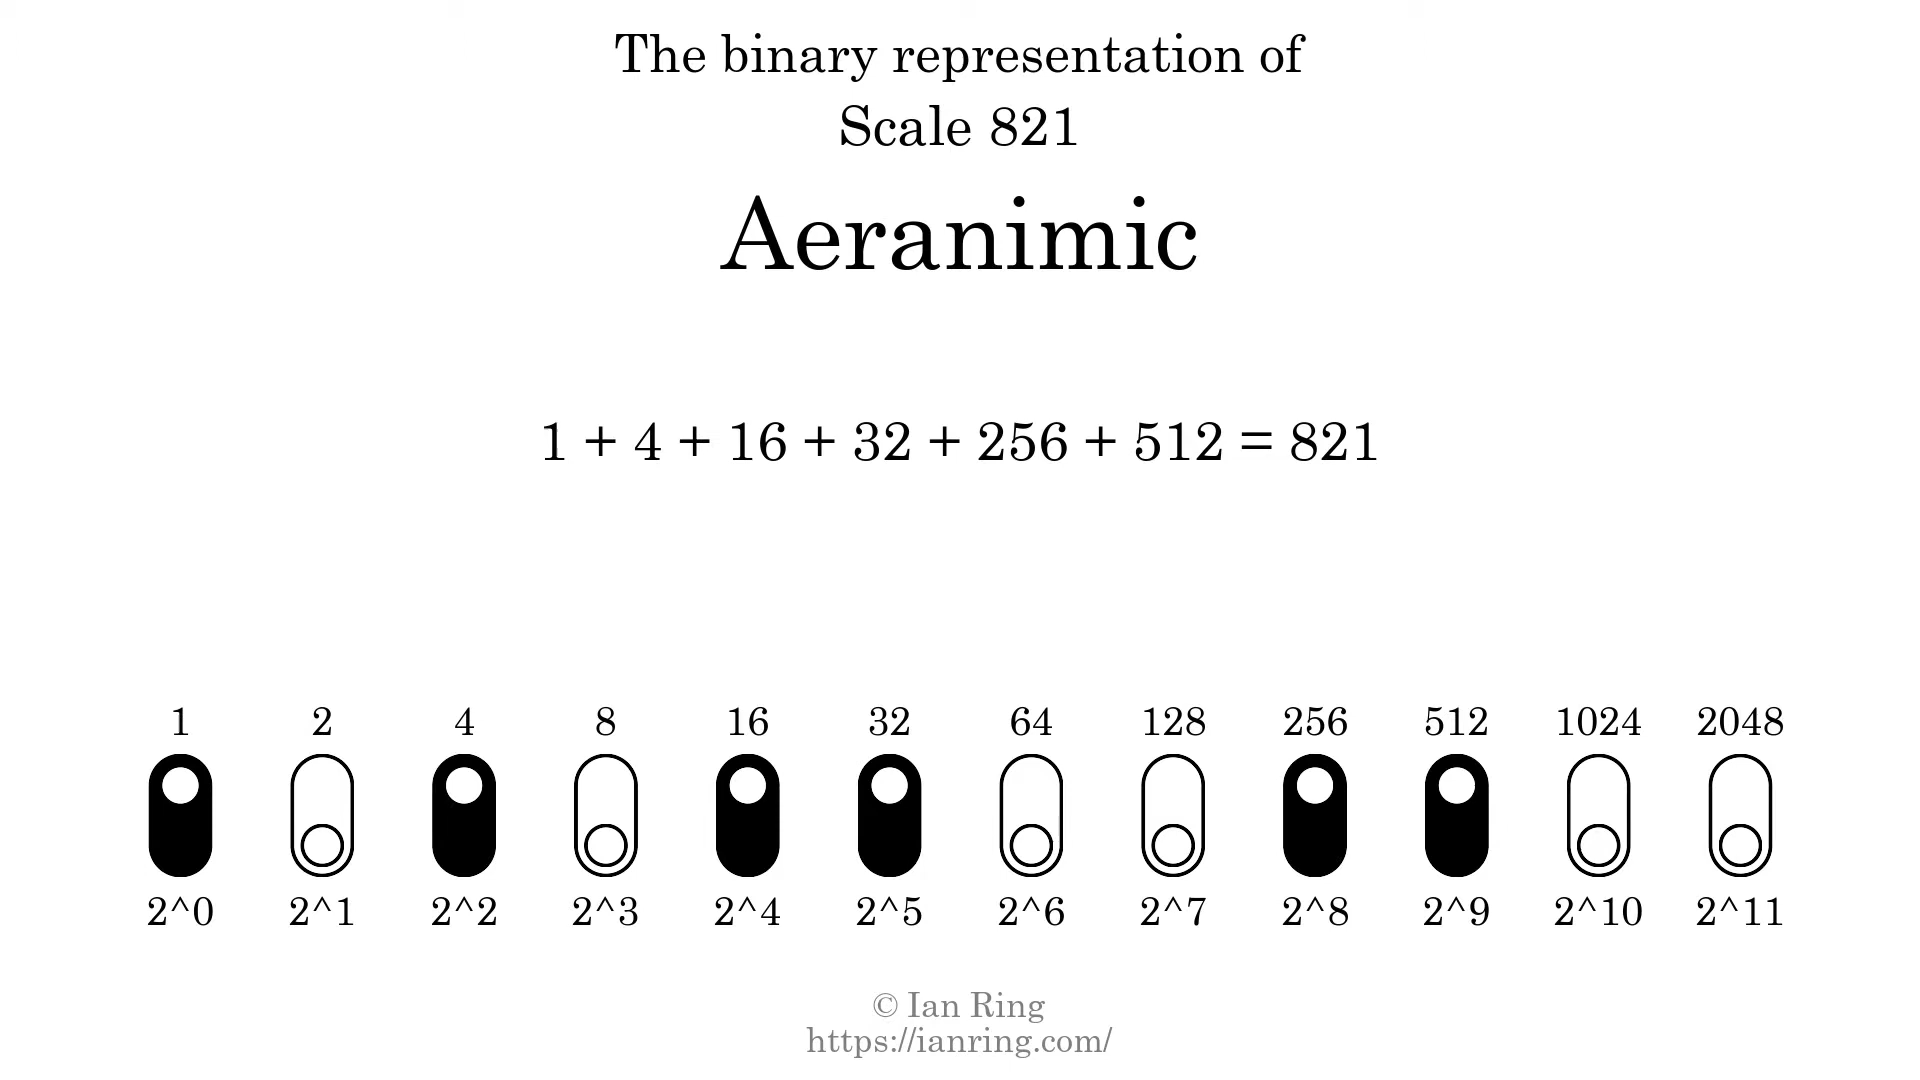 The binary representation of
Scale 821
Aeranimic
1 + 4 + 16 + 32 + 256 + 512 = 821
1 2 4 8 16 32 64 128 256 512 1024 2048
2^0 2^1 2^2 2^3 2^4 2^5 2^6 2^7 2^8 2^9 2^10 2^11
© Ian Ring
https://ianring.com/